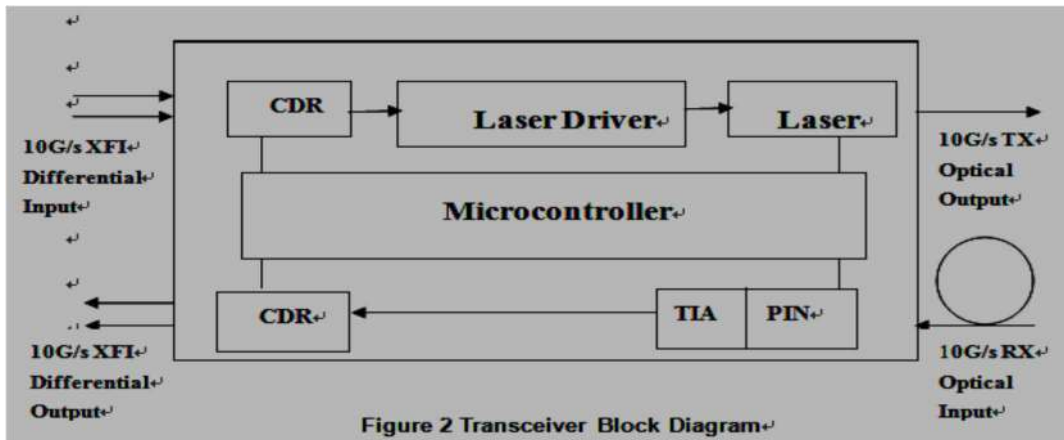 CDR
Laser Driver
Laser
10G/s XFI
Differential
Input
10G/s TX
Optical
Output
Microcontroller
CDR
TIA
PIN
10G/s XFI
Differential
Output
10G/s RX
Optical
Input
Figure 2 Transceiver Block Diagram